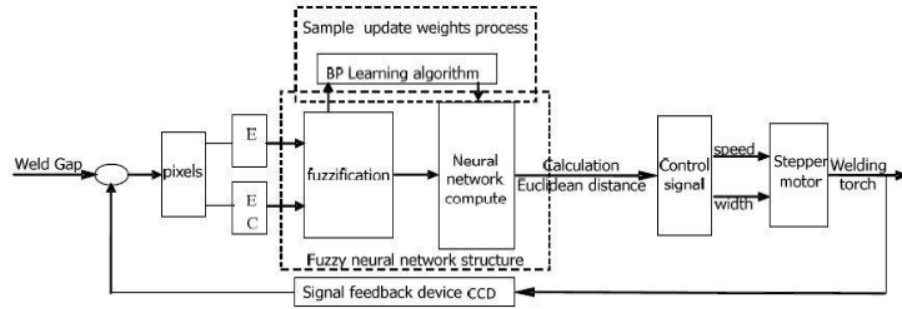 Sample update weights process
BP Learning algorithm
Weld Gap
pixels
E
E
C
fuzzification
Neural
network
compute
Calculation
Euclidean distance
Control
signal
speed
width
Stepper
motor
Welding
torch
Fuzzy neural network structure
Signal feedback device CCD